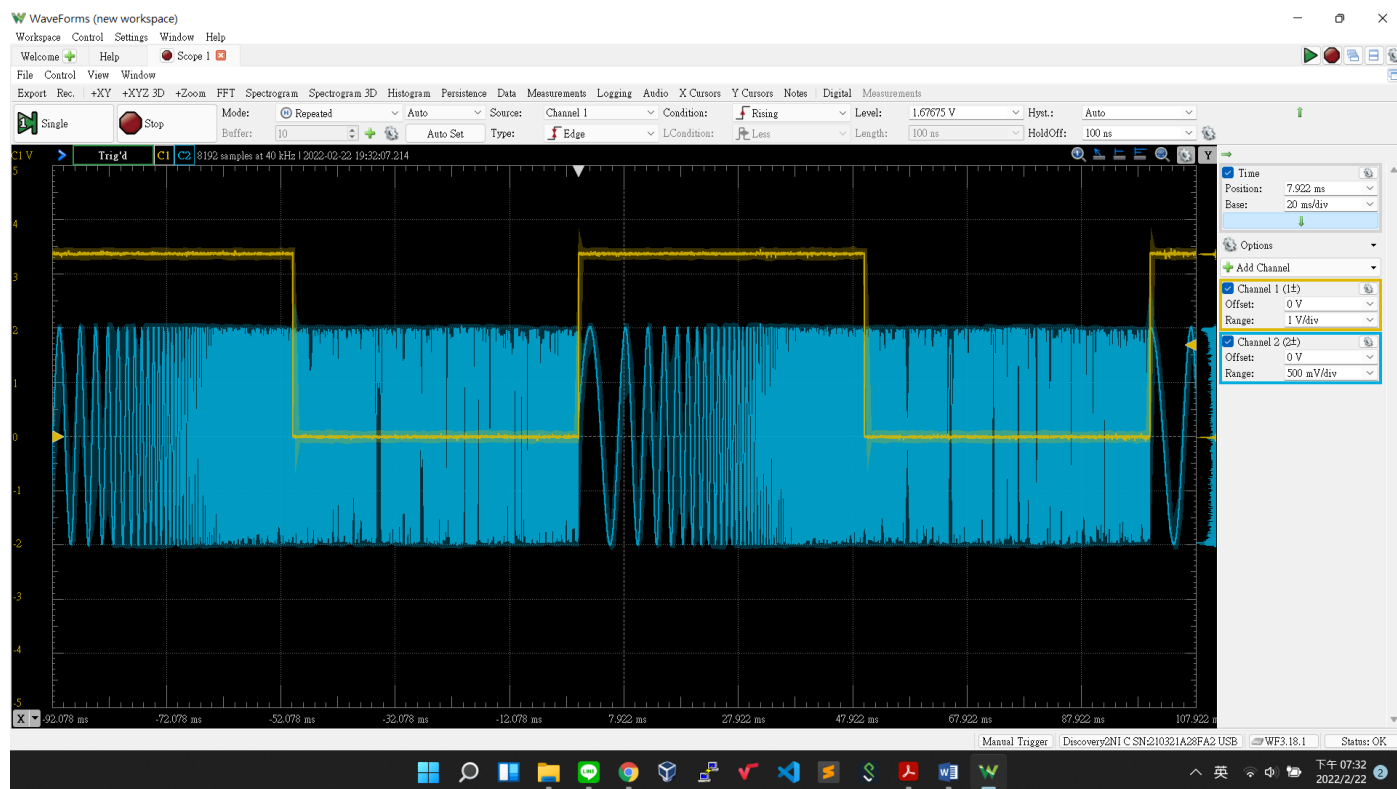 WaveForms (new workspace)
Workspace Control Settings Window Help
Welcome Help Scope 1
File Control View Window
Export Rec. +XY +XYZ 3D +Zoom FFT Spectrogram Spectrogram 3D Histogram Persistence Data Measurements Logging Audio X Cursors Y Cursors Notes Digital Measurements
Single Stop Mode: Repeated Auto Source: Channel 1 Condition: Rising Level: 1.67675 V Hyst.: Auto
Buffer: 10 Auto Set Type: Edge LCondition: Less Length: 100 ns HoldOff: 100 ns
C1 V Trig'd C1 C2 8192 samples at 40 kHz | 2022-02-22 19:32:07.214 Y
5
4
3
2
1
0
-1
-2
-3
-4
-5
X -92.078 ms -72.078 ms -52.078 ms -32.078 ms -12.078 ms 7.922 ms 27.922 ms 47.922 ms 67.922 ms 87.922 ms 107.922 m
Time
Position: 7.922 ms
Base: 20 ms/div
Options
Add Channel
Channel 1 (1±)
Offset: 0 V
Range: 1 V/div
Channel 2 (2±)
Offset: 0 V
Range: 500 mV/div
Manual Trigger Discovery2NI C SN:210321A28FA2 USB WF3.18.1 Status: OK
LINE
英 下午 07:32
2022/2/22 2